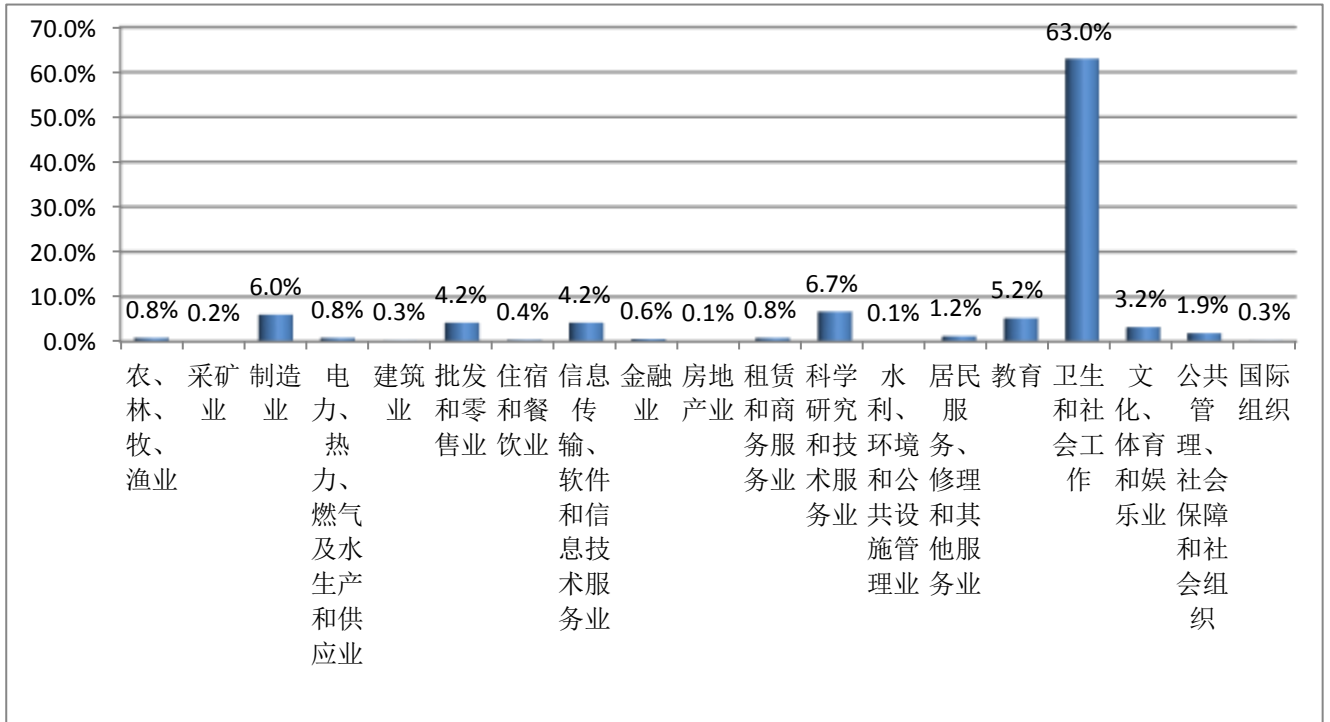 70.0%
60.0%
50.0%
40.0%
30.0%
20.0%
10.0%
0.0%
0.8%
0.2%
6.0%
0.8%
0.3%
4.2%
0.4%
4.2%
0.6%
0.1%
0.8%
6.7%
0.1%
1.2%
5.2%
63.0%
3.2%
1.9%
0.3%
农、
林、
牧、
渔业
采矿
业
制造
业
电
力、
热
力、
燃气
及水
生产
和供
应业
建筑
业
批发
和零
售业
住宿
和餐
饮业
信息
传
输、
软件
和信
息技
术服
务业
金融
业
房地
产业
租赁
和商
务服
务业
科学
研究
和技
术服
务业
水
利、
环境
和公
共设
施管
理业
居民
服
务、
修理
和其
他服
务业
教育
卫生
和社
会工
作
文
化、
体育
和娱
乐业
公共
管
理、
社会
保障
和社
会组
织
国际
组织